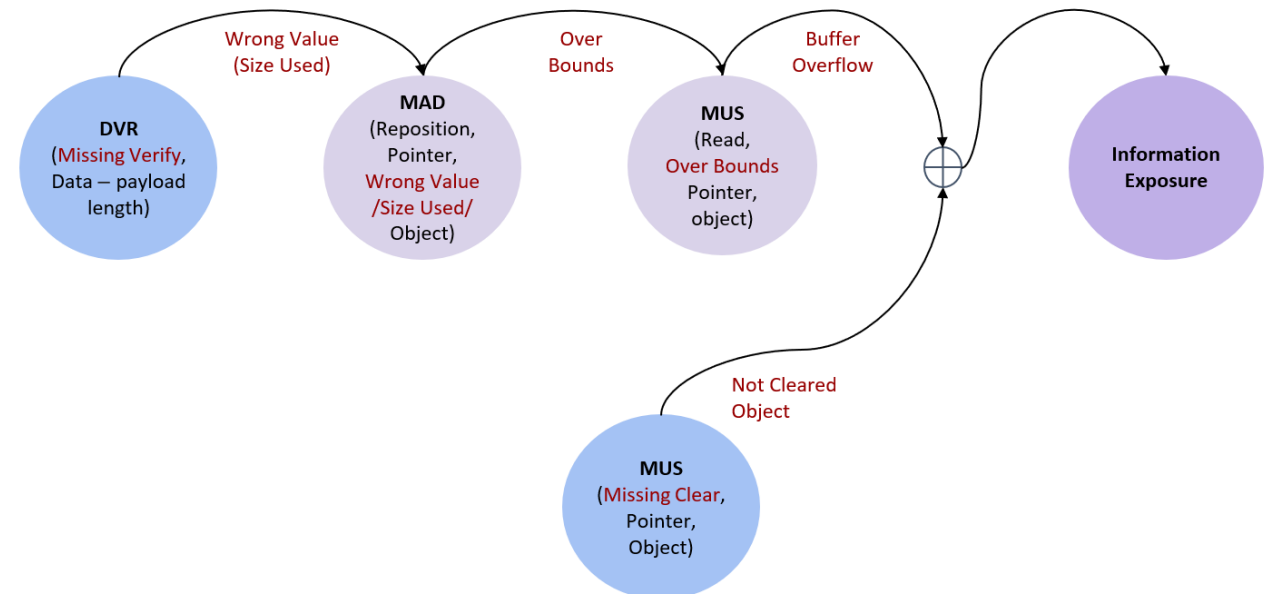 Wrong Value
(Size Used)
Over
Bounds
Buffer
Overflow
DVR
(Missing Verify,
Data – payload
length)
MAD
(Reposition,
Pointer,
Wrong Value
/Size Used/
Object)
MUS
(Read,
Over Bounds
Pointer,
object)
Information
Exposure
Not Cleared
Object
MUS
(Missing Clear,
Pointer,
Object)